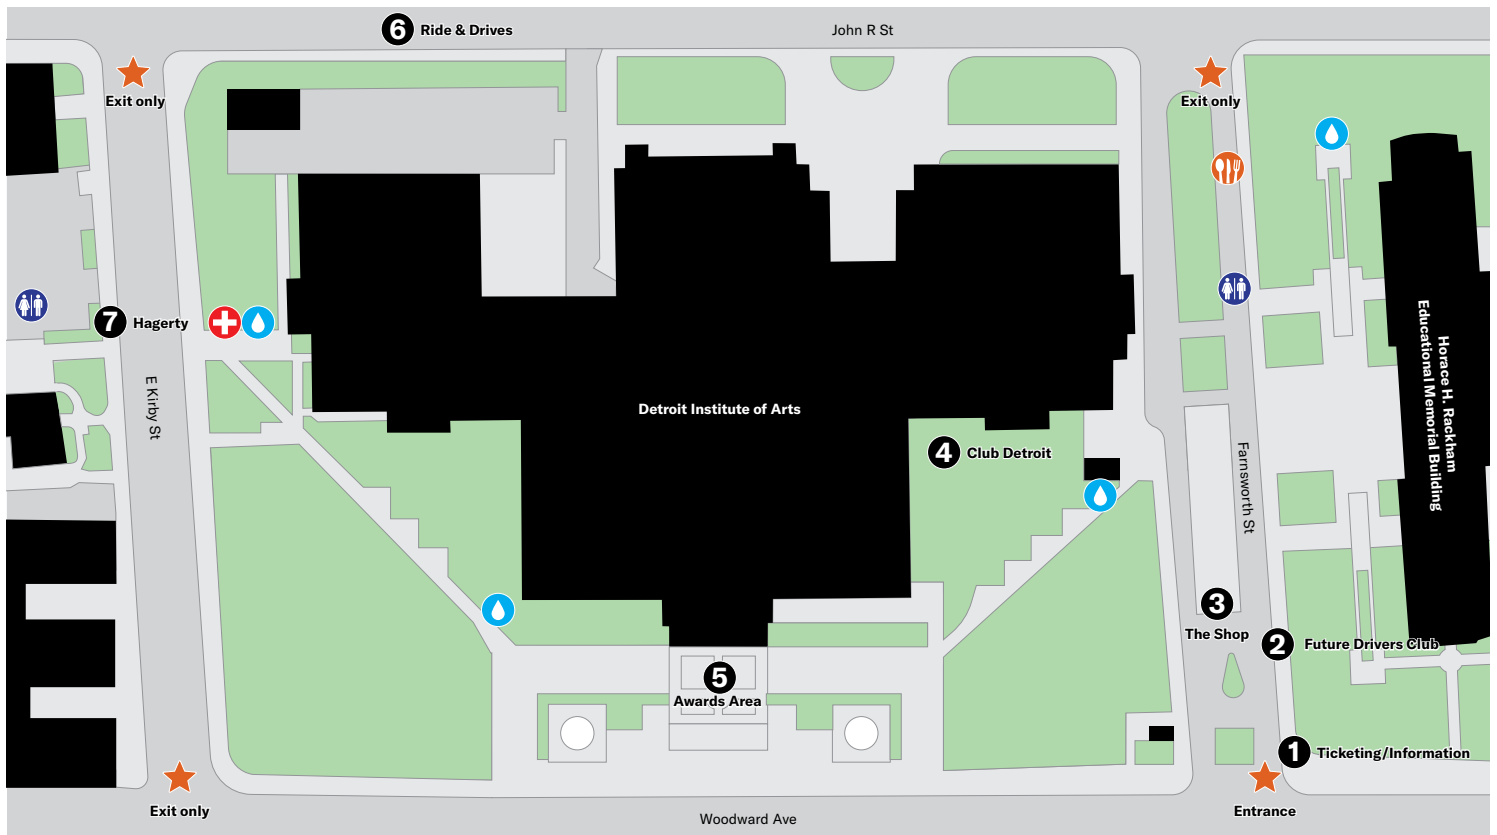 6 Ride & Drives
John R St
Exit only
Exit only
7 Hagerty
E Kirby St
Detroit Institute of Arts
4 Club Detroit
Farnsworth St
Horace H. Rackham
Educational Memorial Building
3
The Shop
2 Future Drivers Club
5
Awards Area
1 Ticketing/Information
Exit only
Entrance
Woodward Ave